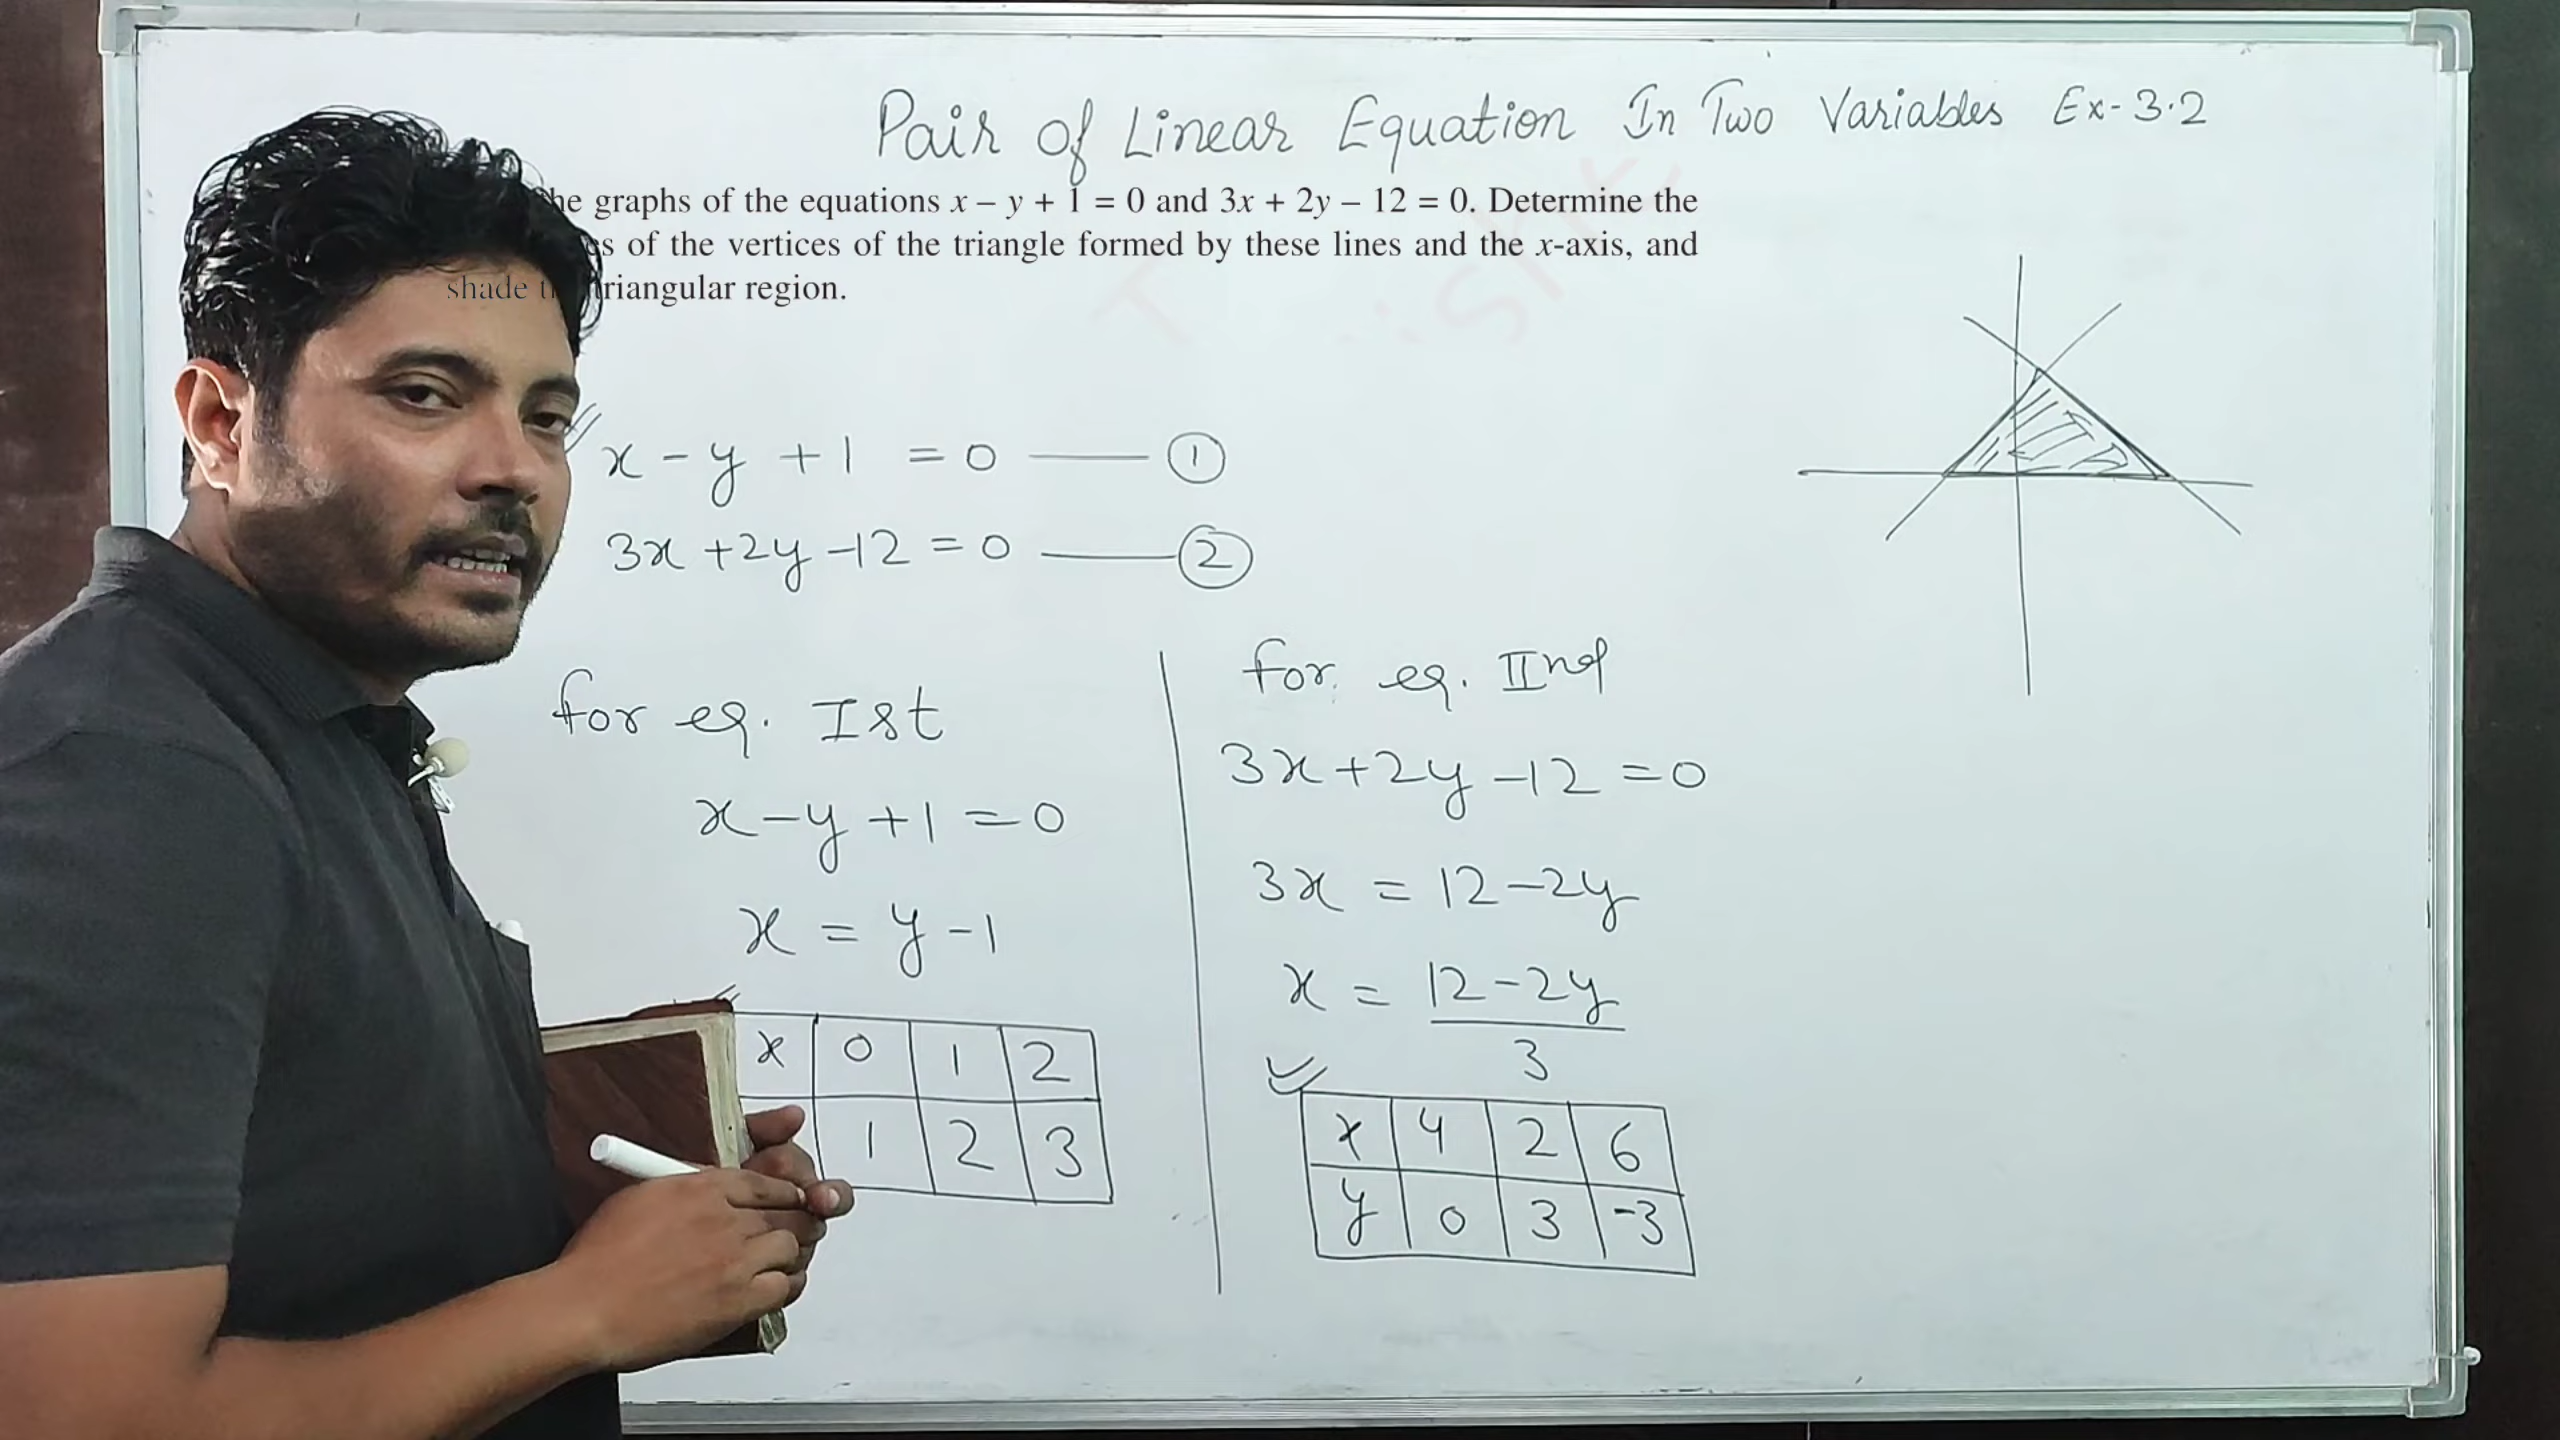 Pair of Linear Equation In Two Variables Ex-3.2
graphs of the equations x – y + 1 = 0 and 3x + 2y – 12 = 0. Determine the
of the vertices of the triangle formed by these lines and the x-axis, and
shade triangular region.
x - y + 1 = 0 —— ①
3x + 2y - 12 = 0 —— ②
for eq. Ist
x - y + 1 = 0
x = y - 1
x 0 1 2
1 2 3
for eq. IInd
3x + 2y - 12 = 0
3x = 12 - 2y
x = 12 - 2y
3
x 4 2 6
y 0 3 -3